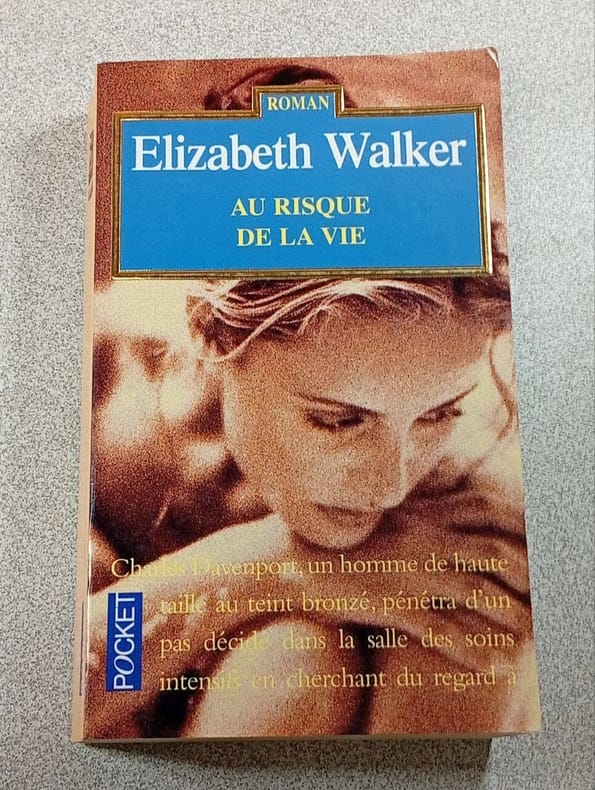 ROMAN
Elizabeth Walker
AU RISQUE
DE LA VIE
Charles Davenport, un homme de haute
taille au teint bronzé, pénétra d'un
pas décidé dans la salle des soins
intensifs en cherchant du regard à
POCKET